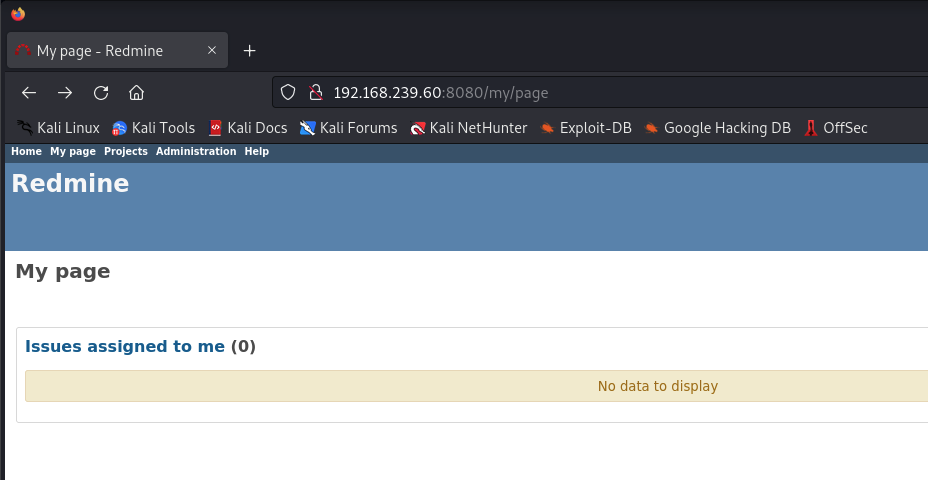 My page - Redmine
192.168.239.60:8080/my/page
Kali Linux Kali Tools Kali Docs Kali Forums Kali NetHunter Exploit-DB Google Hacking DB OffSec
Home My page Projects Administration Help
Redmine
My page
Issues assigned to me (0)
No data to display